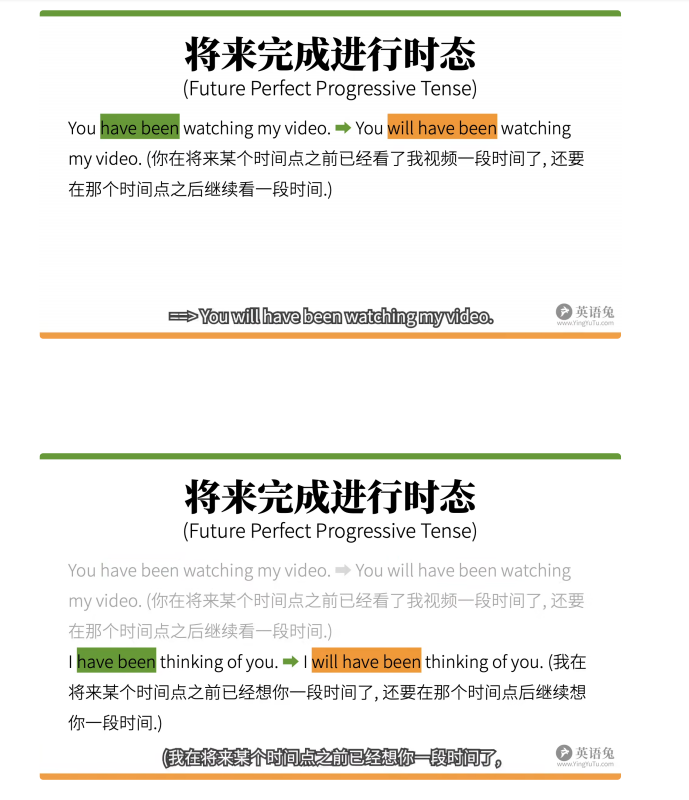 将来完成进行时态
(Future Perfect Progressive Tense)
You have been watching my video. ➡ You will have been watching
my video. (你在将来某个时间点之前已经看了我视频一段时间了, 还要
在那个时间点之后继续看一段时间.)
==> You will have been watching my video.
英语兔
www.YingYuTu.com
将来完成进行时态
(Future Perfect Progressive Tense)
You have been watching my video. ➡ You will have been watching
my video. (你在将来某个时间点之前已经看了我视频一段时间了, 还要
在那个时间点之后继续看一段时间.)
I have been thinking of you. ➡ I will have been thinking of you. (我在
将来某个时间点之前已经想你一段时间了, 还要在那个时间点后继续想
你一段时间.)
(我在将来某个时间点之前已经想你一段时间了,
英语兔
www.YingYuTu.com